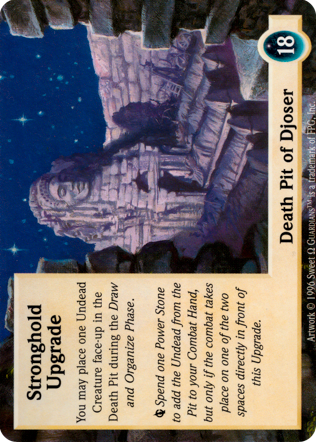 Stronghold
Upgrade
You may place one Undead
Creature face-up in the
Death Pit during the Draw
and Organize Phase.
Spend one Power Stone
to add the Undead from the
Pit to your Combat Hand,
but only if the combat takes
place on one of the two
spaces directly in front of
this Upgrade.
Death Pit of Djoser
18
Artwork © 1996 Sweet Ω GUARDIANS™ is a trademark of FPG, Inc.